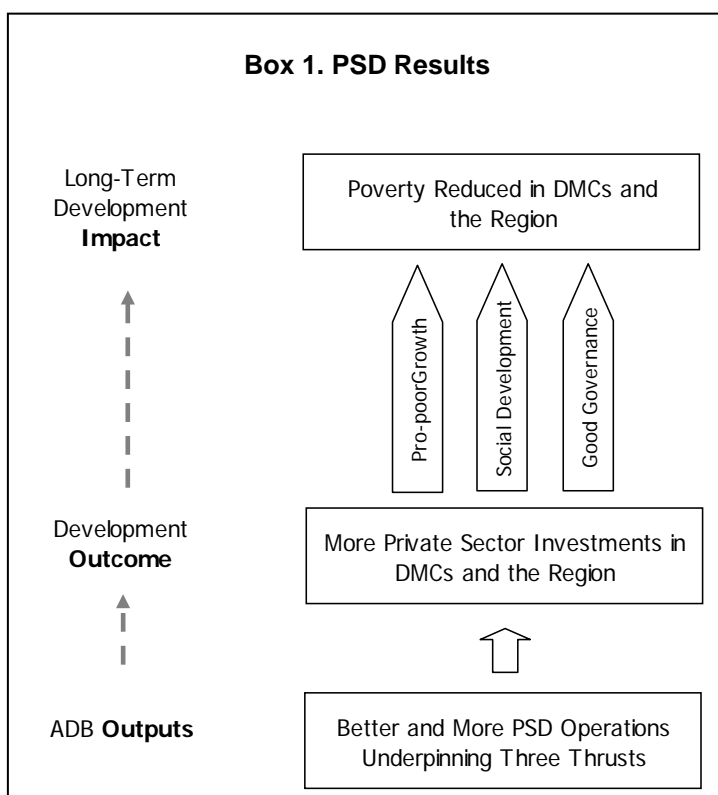 Box 1. PSD Results
Long-Term
Development
Impact
Poverty Reduced in DMCs and
the Region
Pro-poorGrowth
Social Development
Good Governance
Development
Outcome
More Private Sector Investments in
DMCs and the Region
ADB Outputs
Better and More PSD Operations
Underpinning Three Thrusts